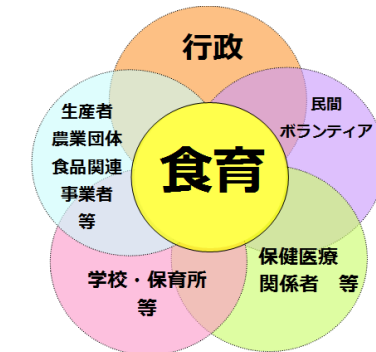 行政
民間
ボランティア
生産者
農業団体
食品関連
事業者
等
食育
保健医療
関係者　等
学校・保育所
等